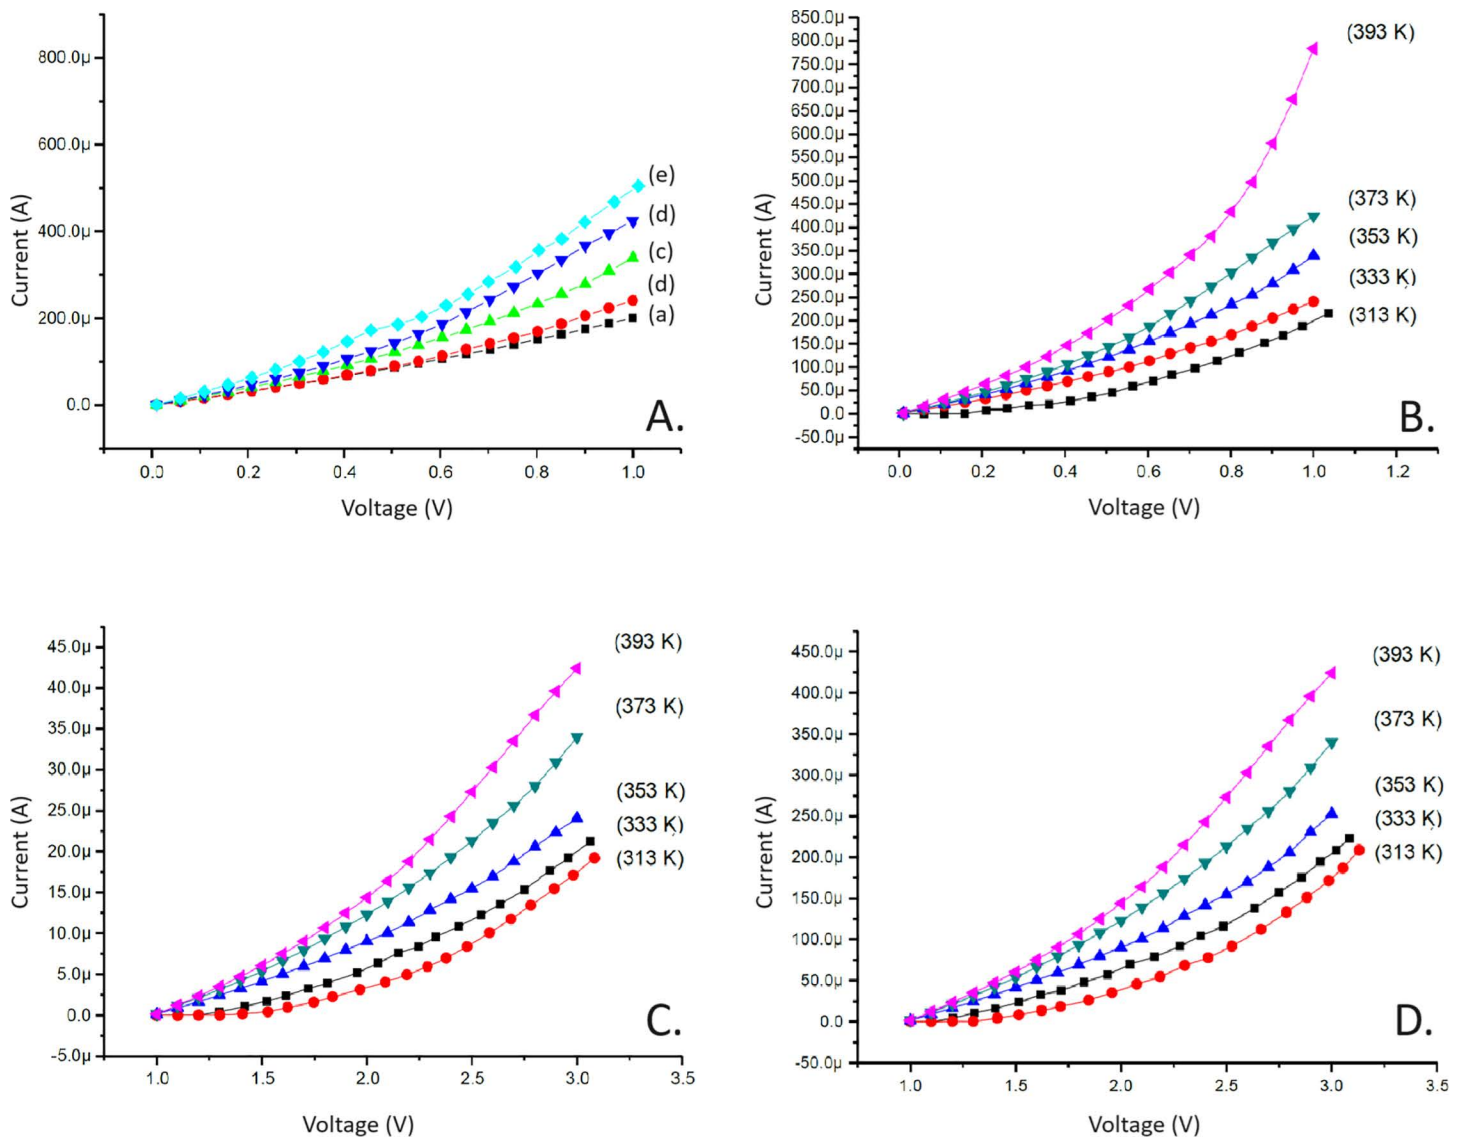 800.0µ
600.0µ
400.0µ
200.0µ
0.0
Current (A)
0.0 0.2 0.4 0.6 0.8 1.0
Voltage (V)
(e)
(d)
(c)
(d)
(a)
A.
850.0µ
800.0µ
750.0µ
700.0µ
650.0µ
600.0µ
550.0µ
500.0µ
450.0µ
400.0µ
350.0µ
300.0µ
250.0µ
200.0µ
150.0µ
100.0µ
50.0µ
0.0
-50.0µ
Current (A)
0.0 0.2 0.4 0.6 0.8 1.0 1.2
Voltage (V)
(393 K)
(373 K)
(353 K)
(333 K)
(313 K)
B.
45.0µ
40.0µ
35.0µ
30.0µ
25.0µ
20.0µ
15.0µ
10.0µ
5.0µ
0.0
-5.0µ
Current (A)
1.0 1.5 2.0 2.5 3.0 3.5
Voltage (V)
(393 K)
(373 K)
(353 K)
(333 K)
(313 K)
C.
450.0µ
400.0µ
350.0µ
300.0µ
250.0µ
200.0µ
150.0µ
100.0µ
50.0µ
0.0
-50.0µ
Current (A)
1.0 1.5 2.0 2.5 3.0 3.5
Voltage (V)
(393 K)
(373 K)
(353 K)
(333 K)
(313 K)
D.